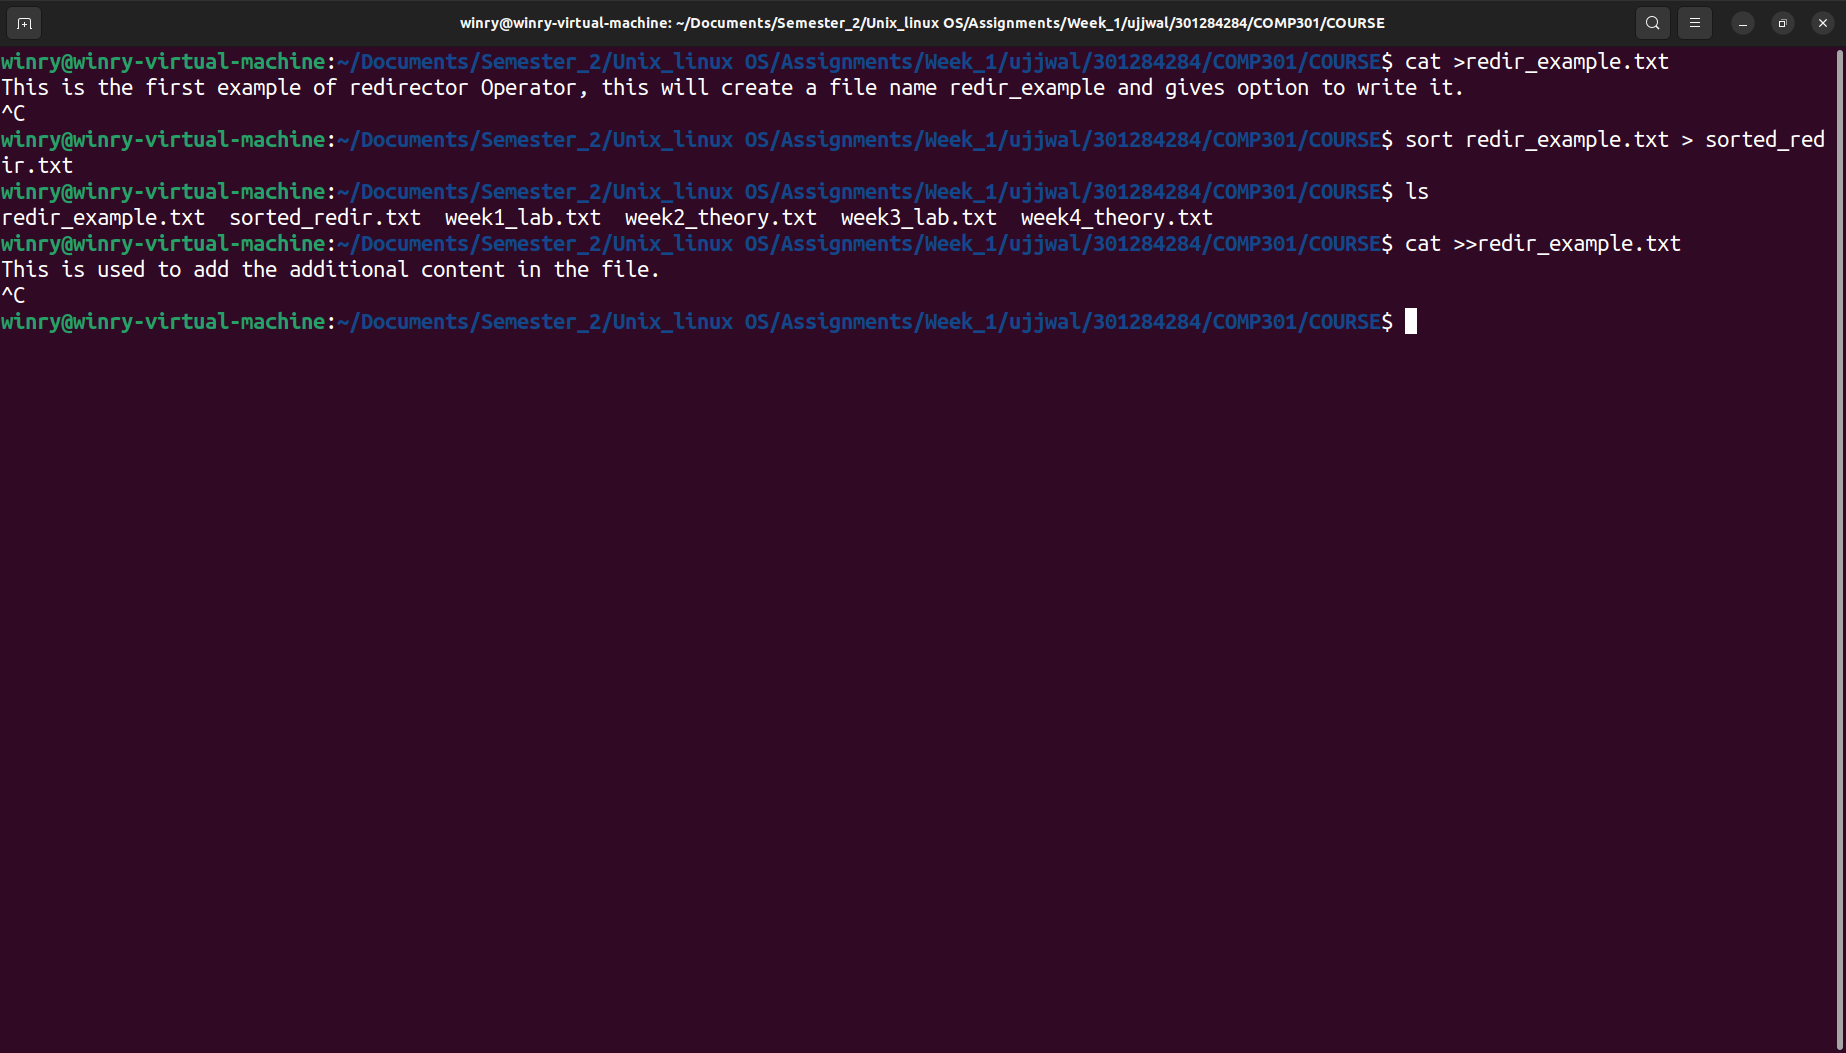 winry@winry-virtual-machine: ~/Documents/Semester_2/Unix_linux OS/Assignments/Week_1/ujjwal/301284284/COMP301/COURSE
winry@winry-virtual-machine:~/Documents/Semester_2/Unix_linux OS/Assignments/Week_1/ujjwal/301284284/COMP301/COURSE$ cat >redir_example.txt
This is the first example of redirector Operator, this will create a file name redir_example and gives option to write it.
^C
winry@winry-virtual-machine:~/Documents/Semester_2/Unix_linux OS/Assignments/Week_1/ujjwal/301284284/COMP301/COURSE$ sort redir_example.txt > sorted_red
ir.txt
winry@winry-virtual-machine:~/Documents/Semester_2/Unix_linux OS/Assignments/Week_1/ujjwal/301284284/COMP301/COURSE$ ls
redir_example.txt  sorted_redir.txt  week1_lab.txt  week2_theory.txt  week3_lab.txt  week4_theory.txt
winry@winry-virtual-machine:~/Documents/Semester_2/Unix_linux OS/Assignments/Week_1/ujjwal/301284284/COMP301/COURSE$ cat >>redir_example.txt
This is used to add the additional content in the file.
^C
winry@winry-virtual-machine:~/Documents/Semester_2/Unix_linux OS/Assignments/Week_1/ujjwal/301284284/COMP301/COURSE$